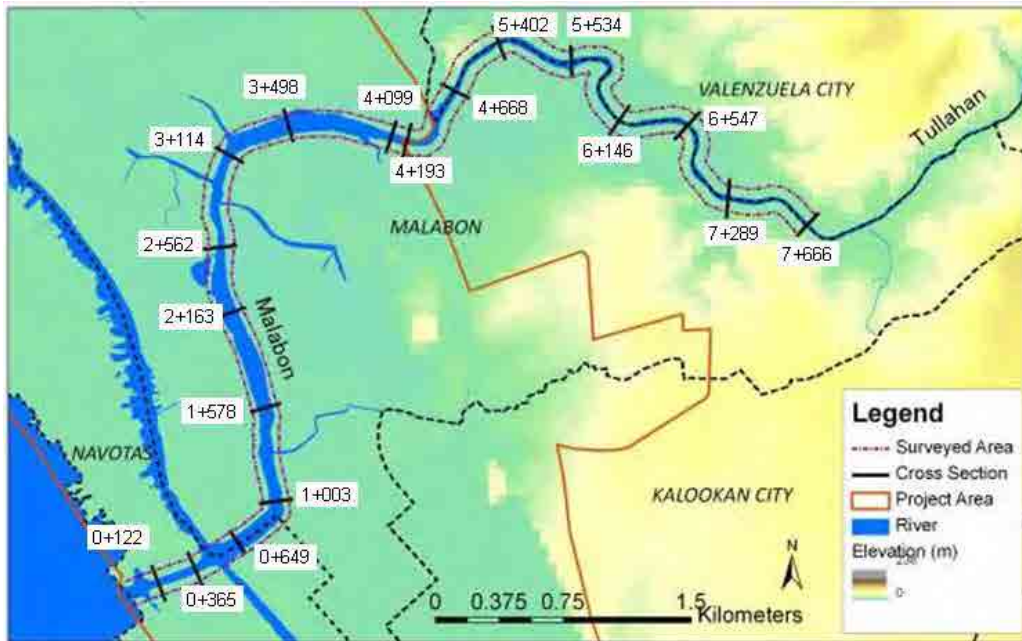 5+402
5+534
3+498
4+099
4+668
VALENZUELA CITY
6+547
Tullahan
3+114
6+146
4+193
MALABON
7+289
2+562
7+666
2+163
Malabon
1+578
NAVOTAS
1+003
KALOOKAN CITY
0+122
0+649
0+365
N
0 0.375 0.75 1.5
Kilometers
Legend
Surveyed Area
Cross Section
Project Area
River
Elevation (m)
0